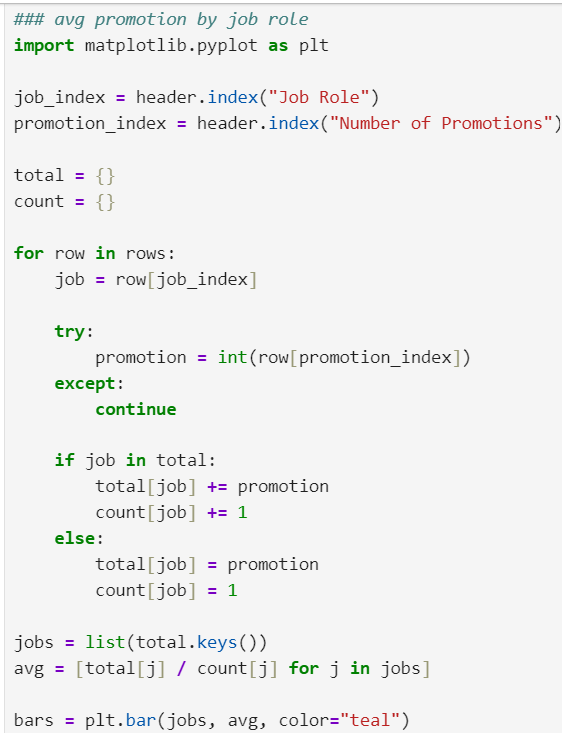 ### avg promotion by job role
import matplotlib.pyplot as plt

job_index = header.index("Job Role")
promotion_index = header.index("Number of Promotions")

total = {}
count = {}

for row in rows:
    job = row[job_index]

    try:
        promotion = int(row[promotion_index])
    except:
        continue

    if job in total:
        total[job] += promotion
        count[job] += 1
    else:
        total[job] = promotion
        count[job] = 1

jobs = list(total.keys())
avg = [total[j] / count[j] for j in jobs]

bars = plt.bar(jobs, avg, color="teal")